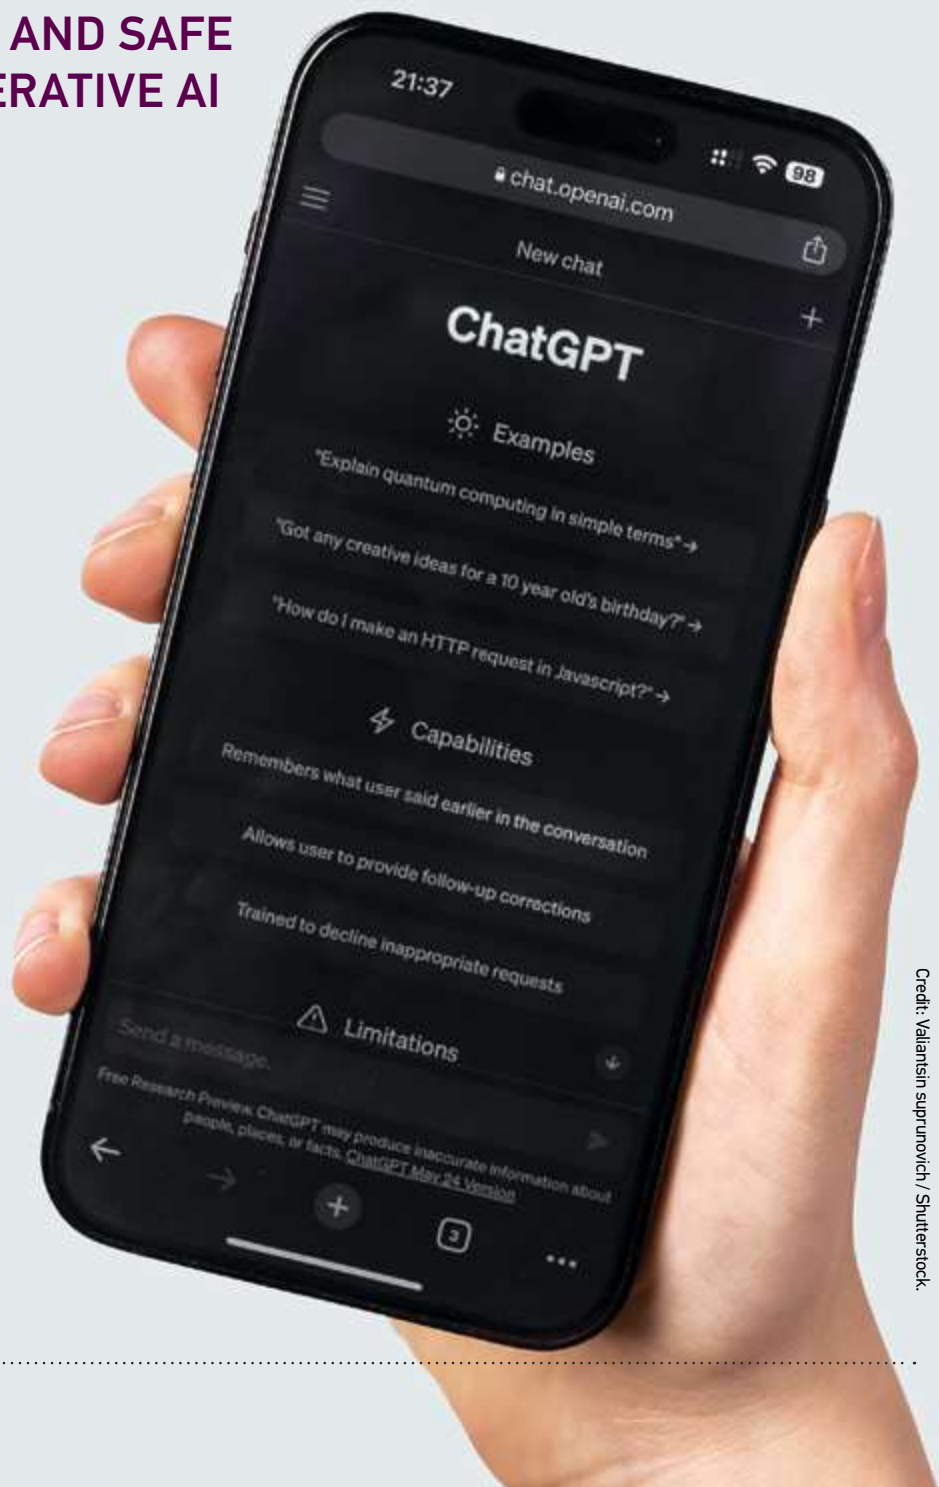 AND SAFE
ERATIVE AI
21:37
98
chat.openai.com
New chat
ChatGPT
Examples
"Explain quantum computing in simple terms" →
"Got any creative ideas for a 10 year old's birthday?" →
"How do I make an HTTP request in Javascript?" →
Capabilities
Remembers what user said earlier in the conversation
Allows user to provide follow-up corrections
Trained to decline inappropriate requests
Limitations
Send a message.
Free Research Preview. ChatGPT may produce inaccurate information about
people, places, or facts. ChatGPT May 24 Version
3
Credit: Valiantsin suprunovich / Shutterstock.